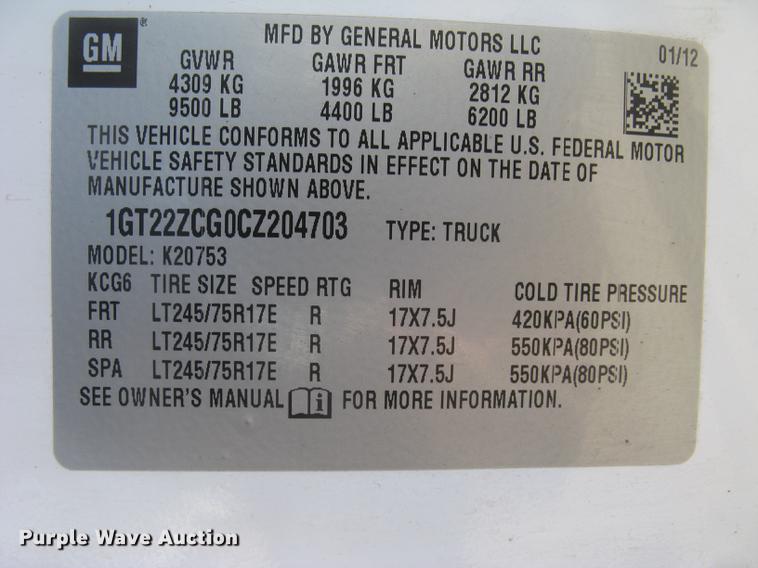 GM®
MFD BY GENERAL MOTORS LLC
01/12
GVWR GAWR FRT GAWR RR
4309 KG 1996 KG 2812 KG
9500 LB 4400 LB 6200 LB
THIS VEHICLE CONFORMS TO ALL APPLICABLE U.S. FEDERAL MOTOR
VEHICLE SAFETY STANDARDS IN EFFECT ON THE DATE OF
MANUFACTURE SHOWN ABOVE.
1GT22ZCG0CZ204703 TYPE: TRUCK
MODEL: K20753
KCG6 TIRE SIZE SPEED RTG RIM COLD TIRE PRESSURE
FRT LT245/75R17E R 17X7.5J 420KPA(60PSI)
RR LT245/75R17E R 17X7.5J 550KPA(80PSI)
SPA LT245/75R17E R 17X7.5J 550KPA(80PSI)
SEE OWNER'S MANUAL i FOR MORE INFORMATION.
Purple Wave Auction